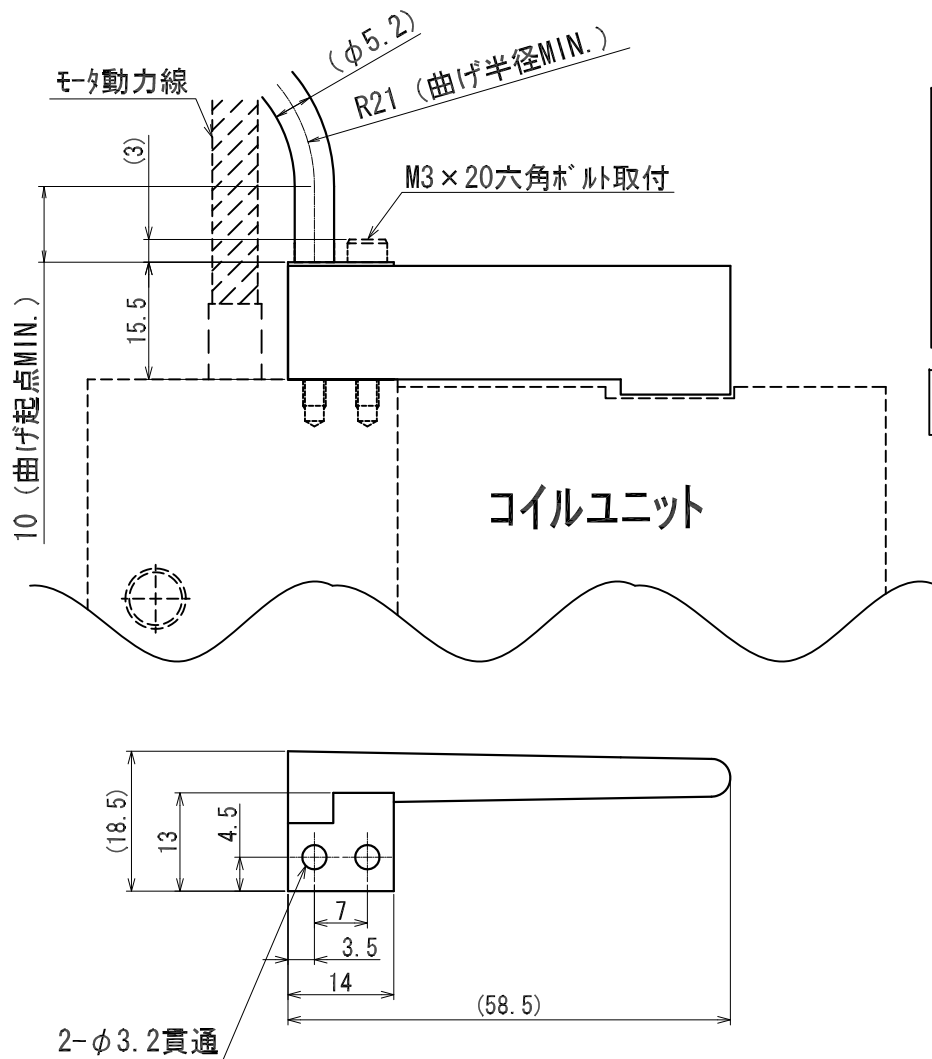 (φ5.2)
R21 (曲げ半径MIN.)
モータ動力線
(3)
M3×20六角ボルト取付
15.5
10 (曲げ起点MIN.)
コイルユニット
(18.5)
13
4.5
7
3.5
14
(58.5)
2-φ3.2貫通